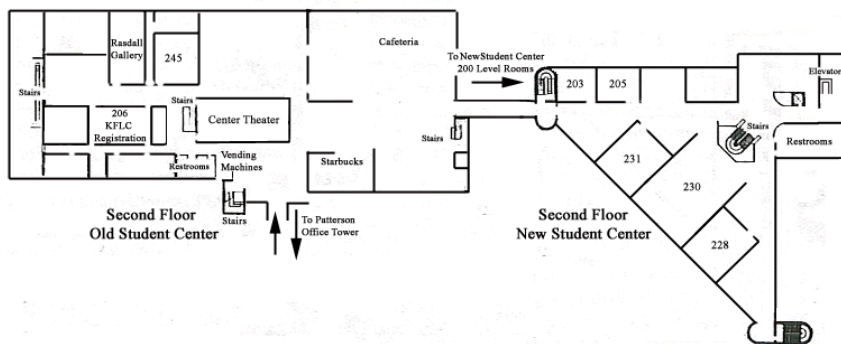 Rasdall
Gallery
245
Cafeteria
To NewStudent Center
200 Level Rooms
203
205
Elevator
Stairs
Stairs
206
KFLC
Registration
Center Theater
Stairs
Stairs
Restrooms
231
230
228
Restrooms
Vending
Machines
Starbucks
Stairs
Second Floor
Old Student Center
To Patterson
Office Tower
Second Floor
New Student Center